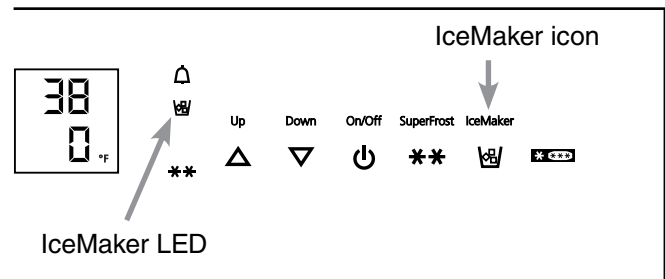 IceMaker icon
38
0 °F
Up Down On/Off SuperFrost IceMaker
IceMaker LED